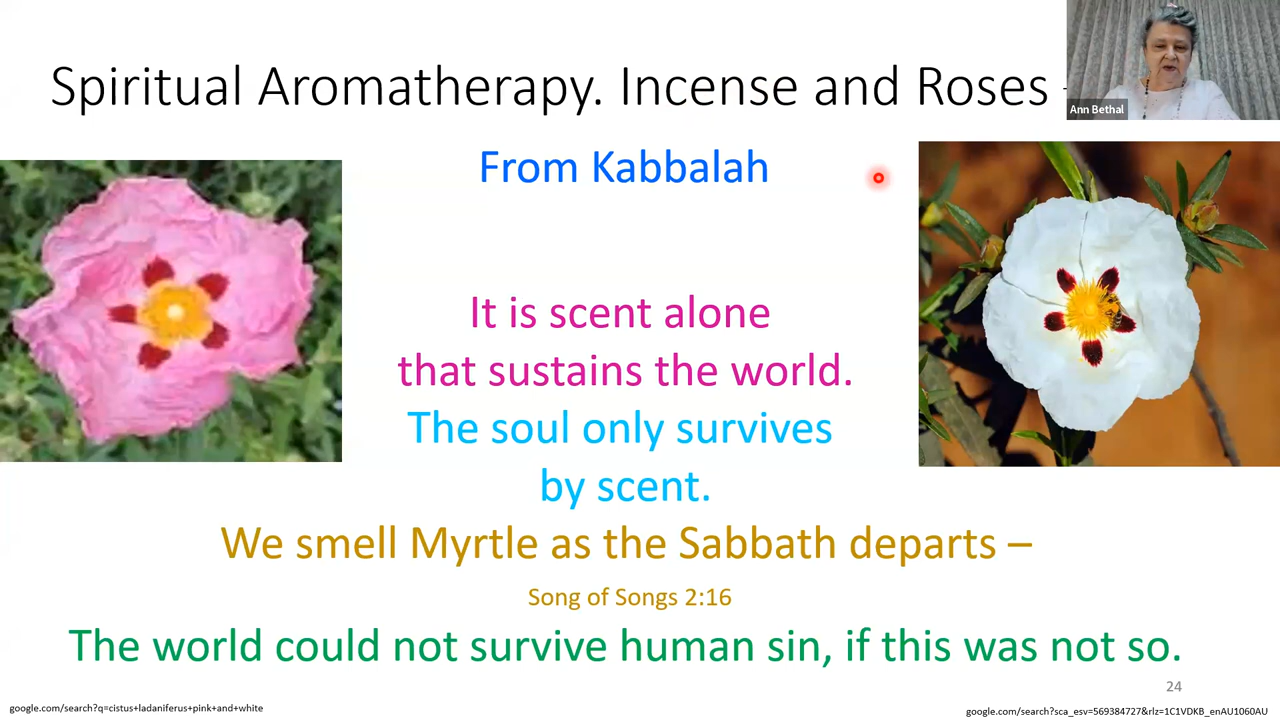 Spiritual Aromatherapy. Incense and Roses
Ann Bethal
From Kabbalah
It is scent alone
that sustains the world.
The soul only survives
by scent.
We smell Myrtle as the Sabbath departs –
Song of Songs 2:16
The world could not survive human sin, if this was not so.
24
google.com/search?q=cistus+ladaniferus+pink+and+white
google.com/search?sca_esv=569384727&rlz=1C1VDKB_enAU1060AU